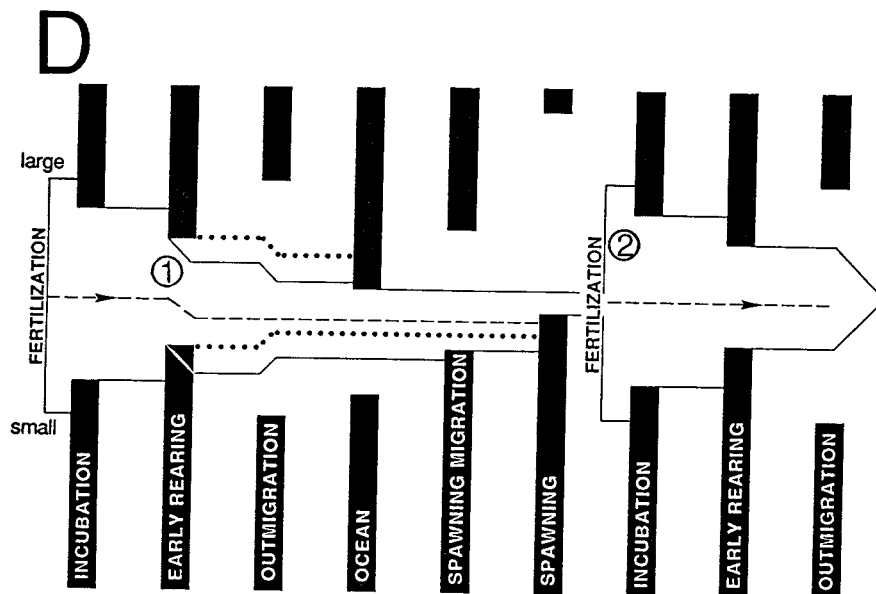 D
large
small
FERTILIZATION
INCUBATION
EARLY REARING
OUTMIGRATION
OCEAN
SPAWNING MIGRATION
SPAWNING
FERTILIZATION
INCUBATION
EARLY REARING
OUTMIGRATION
1
2